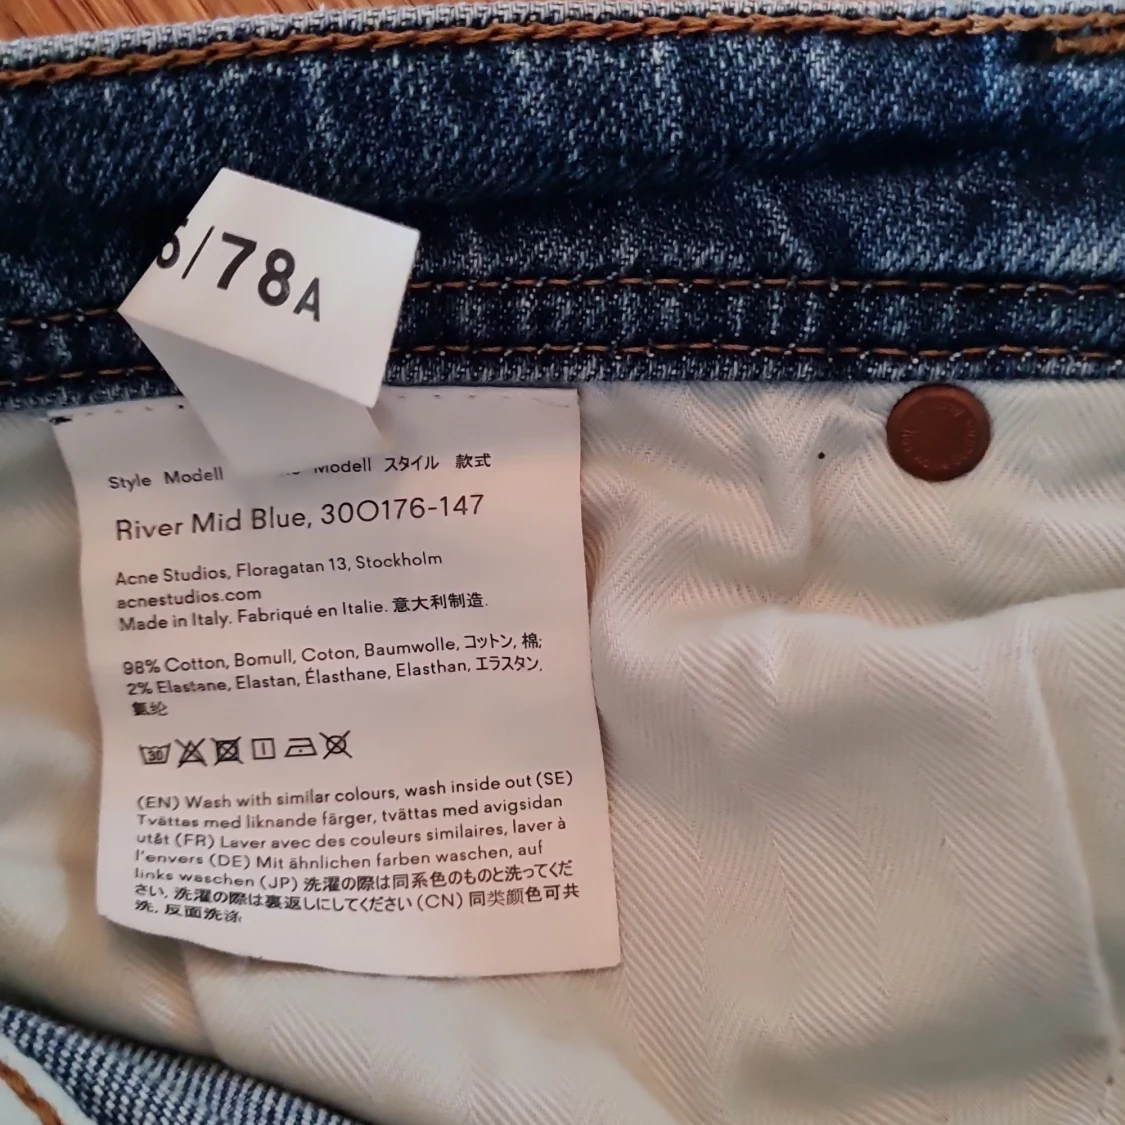 /78A
Style Modell Modell スタイル 款式
River Mid Blue, 30O176-147
Acne Studios, Floragatan 13, Stockholm
acnestudios.com
Made in Italy. Fabriqué en Italie. 意大利制造.
98% Cotton, Bomull, Coton, Baumwolle, コットン, 棉;
2% Elastane, Elastan, Élasthane, Elasthan, エラスタン,
氨纶
30
(EN) Wash with similar colours, wash inside out (SE)
Tvättas med liknande färger, tvättas med avigsidan
utåt (FR) Laver avec des couleurs similaires, laver à
l'envers (DE) Mit ähnlichen farben waschen, auf
links waschen (JP) 洗濯の際は同系色のものと洗ってくだ
さい. 洗濯の際は裏返しにしてください (CN) 同类颜色可共
洗, 反面洗涤